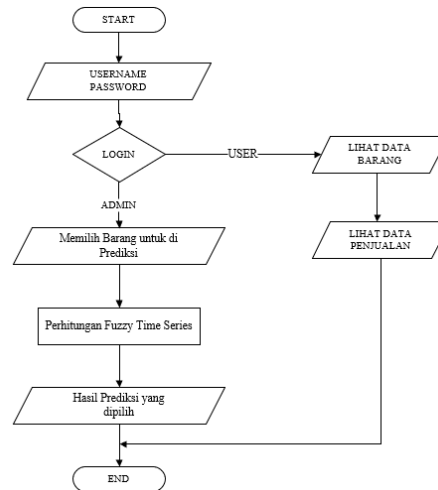 START
USERNAME
PASSWORD
LOGIN
USER
LIHAT DATA
BARANG
ADMIN
Memilih Barang untuk di
Prediksi
LIHAT DATA
PENJUALAN
Perhitungan Fuzzy Time Series
Hasil Prediksi yang
dipilih
END